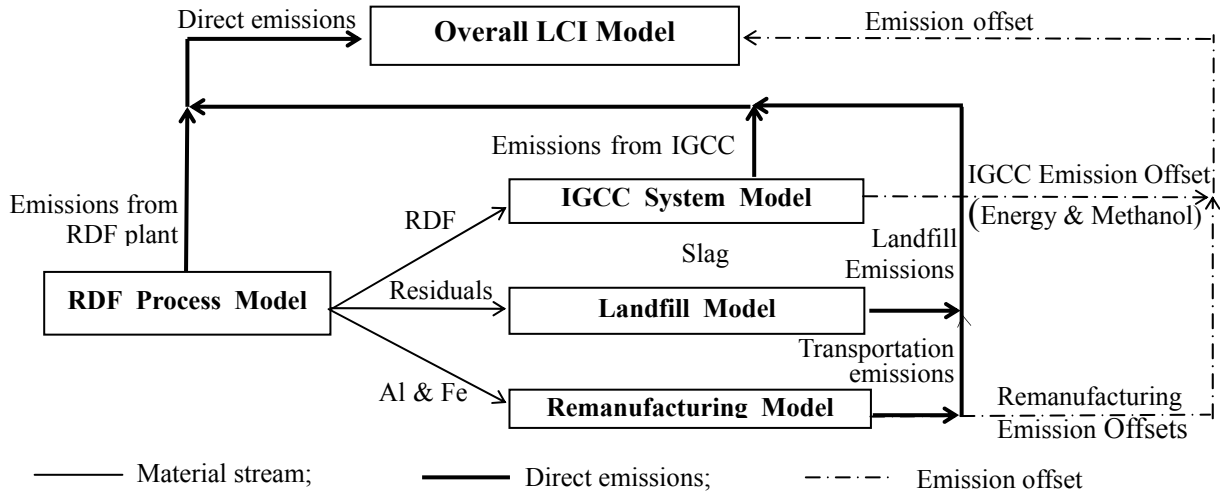 Direct emissions
Overall LCI Model
Emission offset
Emissions from IGCC
IGCC Emission Offset
(Energy & Methanol)
Emissions from
RDF plant
RDF
IGCC System Model
Slag
Landfill
Emissions
RDF Process Model
Residuals
Landfill Model
Transportation
emissions
Al & Fe
Remanufacturing Model
Remanufacturing
Emission Offsets
Material stream;
Direct emissions;
Emission offset